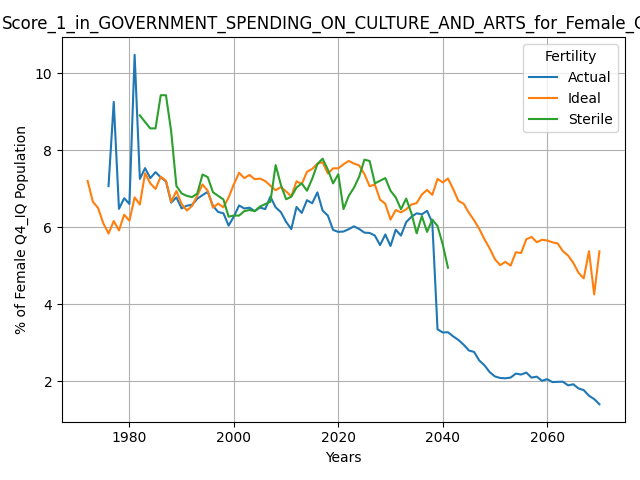 Score_1_in_GOVERNMENT_SPENDING_ON_CULTURE_AND_ARTS_for_Female_
Fertility
Actual
Ideal
Sterile
% of Female Q4_IQ Population
10
8
6
4
2
1980
2000
2020
2040
2060
Years